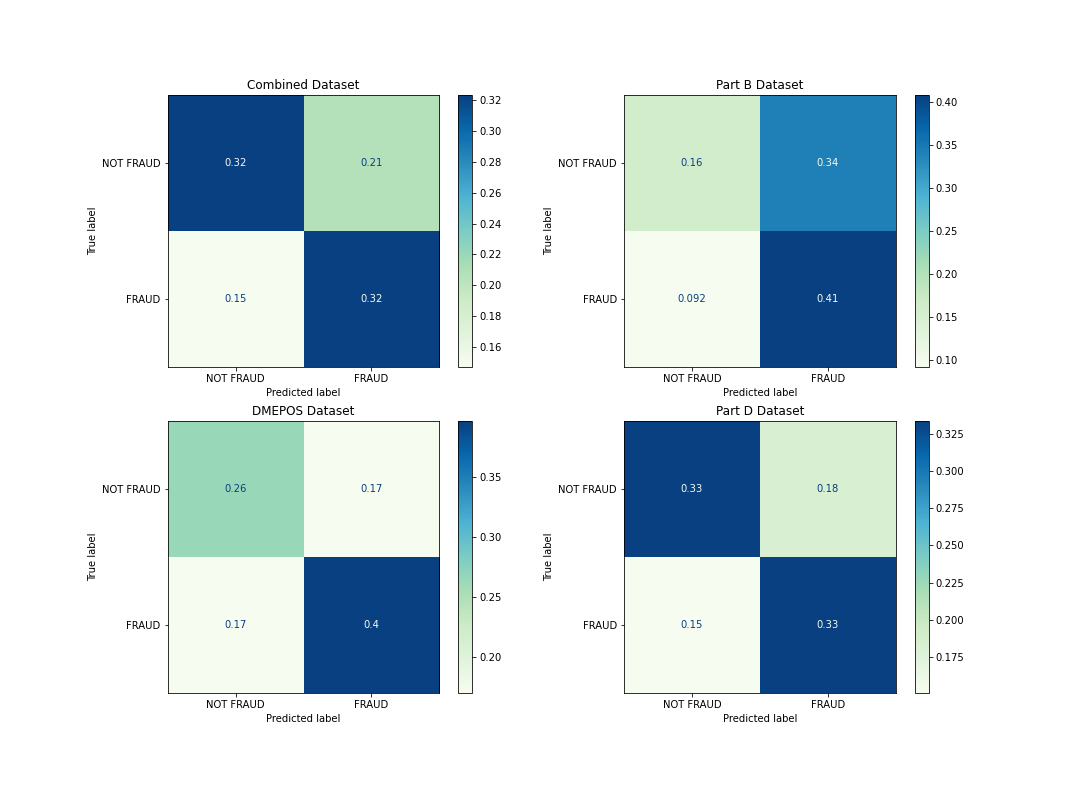 Combined Dataset
NOT FRAUD
FRAUD
True label
0.32
0.21
0.15
0.32
NOT FRAUD
FRAUD
Predicted label
0.32
0.30
0.28
0.26
0.24
0.22
0.20
0.18
0.16
Part B Dataset
NOT FRAUD
FRAUD
True label
0.16
0.34
0.092
0.41
NOT FRAUD
FRAUD
Predicted label
0.40
0.35
0.30
0.25
0.20
0.15
0.10
DMEPOS Dataset
NOT FRAUD
FRAUD
True label
0.26
0.17
0.17
0.4
NOT FRAUD
FRAUD
Predicted label
0.35
0.30
0.25
0.20
Part D Dataset
NOT FRAUD
FRAUD
True label
0.33
0.18
0.15
0.33
NOT FRAUD
FRAUD
Predicted label
0.325
0.300
0.275
0.250
0.225
0.200
0.175